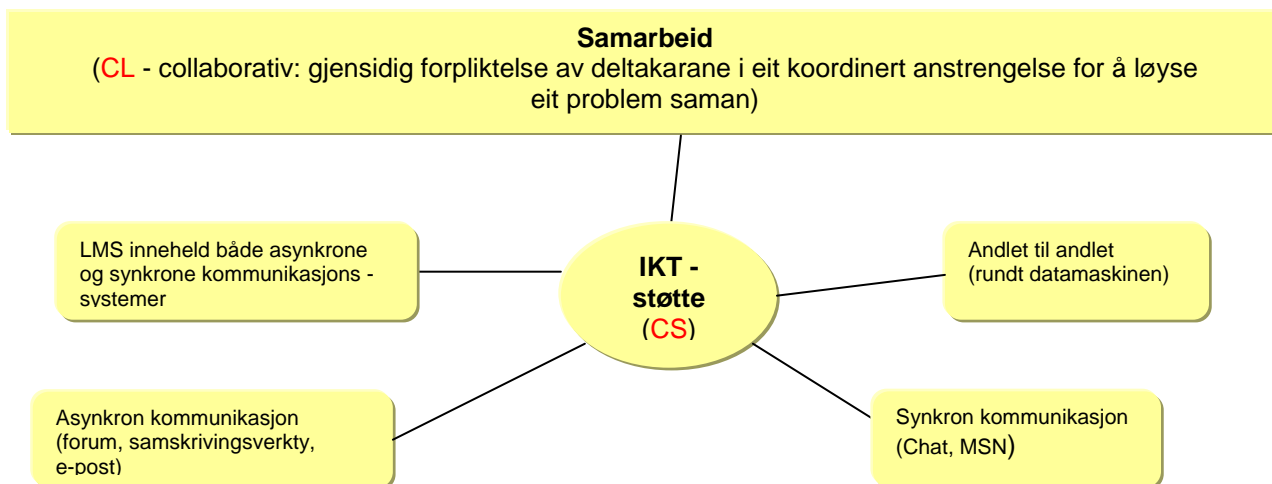 Samarbeid
(CL - collaborativ: gjensidig forpliktelse av deltakarane i eit koordinert anstrengelse for å løyse
eit problem saman)
LMS inneheld både asynkrone
og synkrone kommunikasjons -
systemer
IKT -
støtte
(CS)
Andlet til andlet
(rundt datamaskinen)
Asynkron kommunikasjon
(forum, samskrivingsverkty,
e-post)
Synkron kommunikasjon
(Chat, MSN)